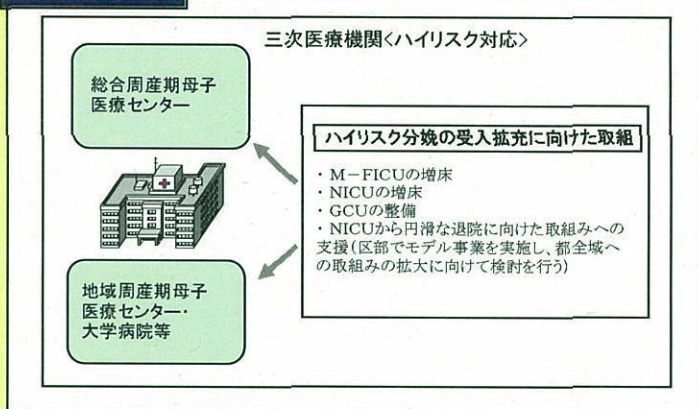 三次医療機関<ハイリスク対応>
総合周産期母子
医療センター
ハイリスク分娩の受入拡充に向けた取組
・M－FICUの増床
・NICUの増床
・GCUの整備
・NICUから円滑な退院に向けた取組みへの
支援(区部でモデル事業を実施し、都全域へ
の取組みの拡大に向けて検討を行う)
地域周産期母子
医療センター・
大学病院等